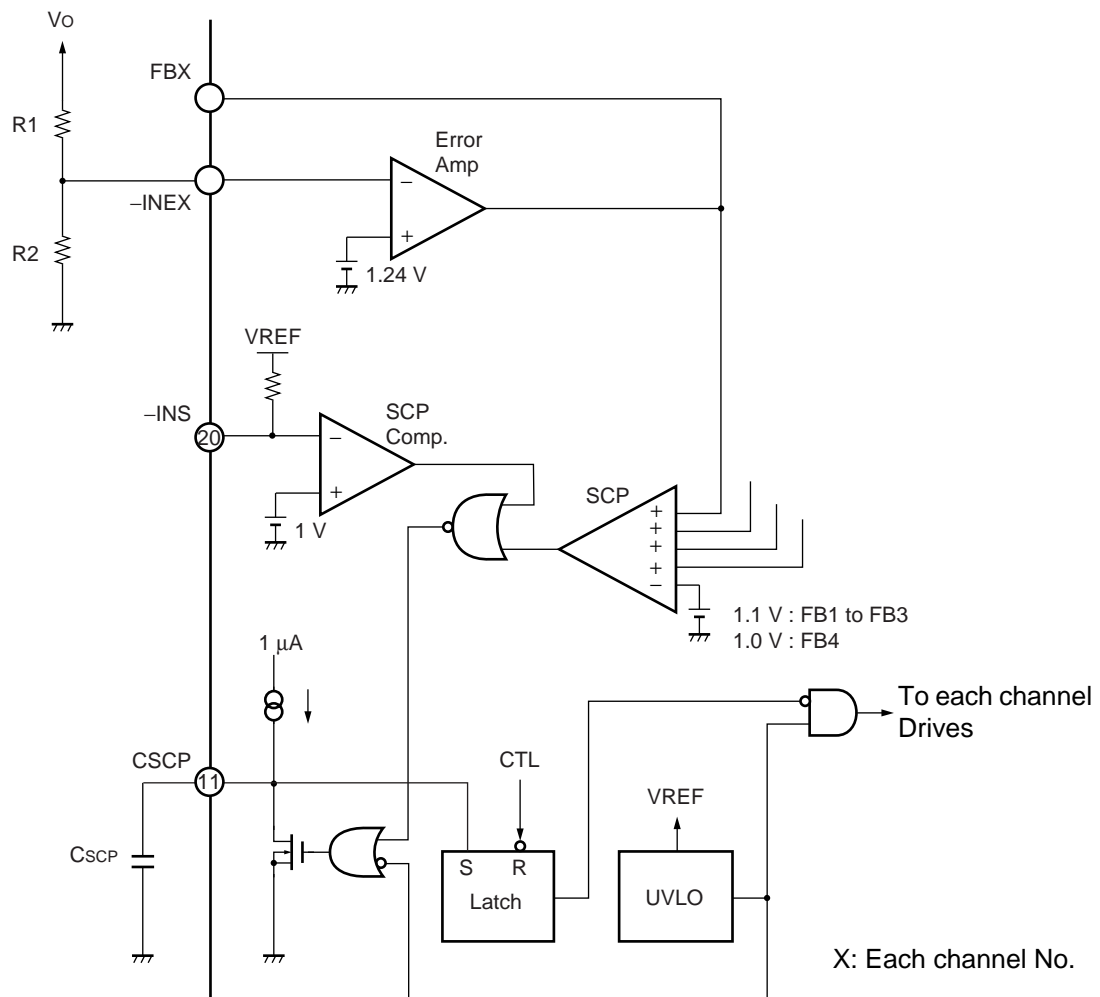 Vo
FBX
R1
Error
Amp
–
–INEX
+
R2
1.24 V
VREF
–INS
20
SCP
Comp.
–
+
1 V
SCP
+
+
+
+
–
1.1 V : FB1 to FB3
1.0 V : FB4
1 μA
To each channel
Drives
CSCP
11
CTL
VREF
CSCP
S
R
Latch
UVLO
X: Each channel No.